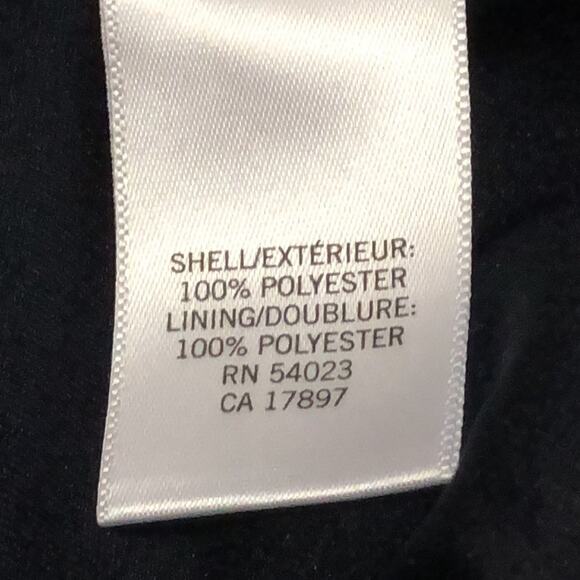 SHELL/EXTÉRIEUR:
100% POLYESTER
LINING/DOUBLURE:
100% POLYESTER
RN 54023
CA 17897